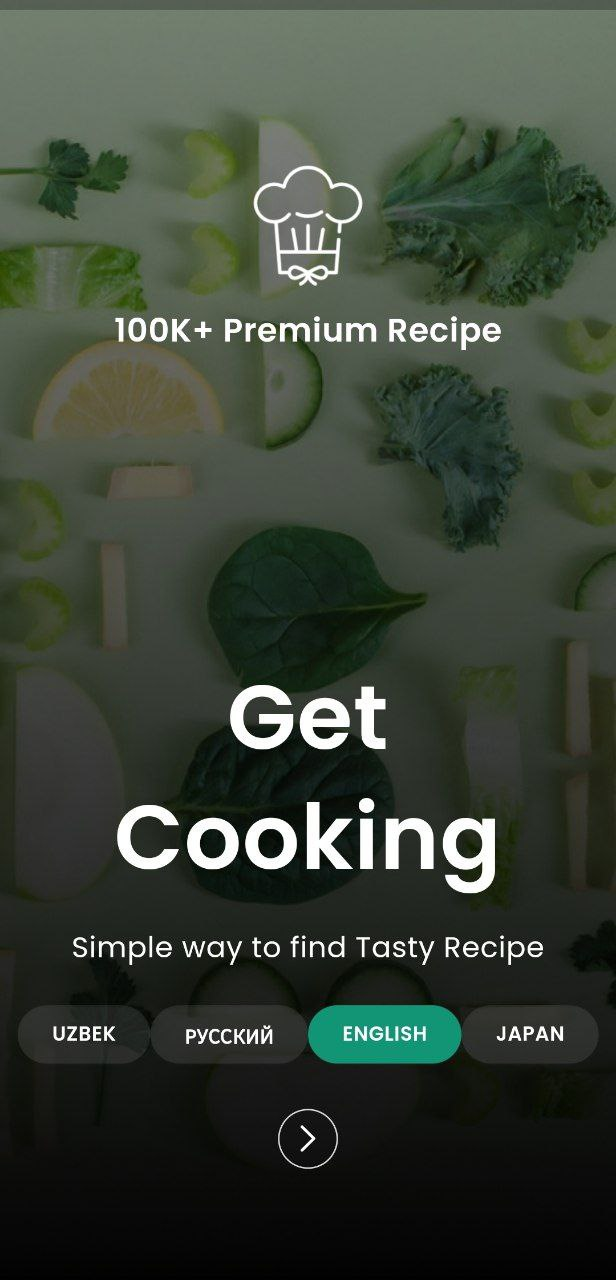 100K+ Premium Recipe
Get
Cooking
Simple way to find Tasty Recipe
UZBEK РУССКИЙ ENGLISH JAPAN